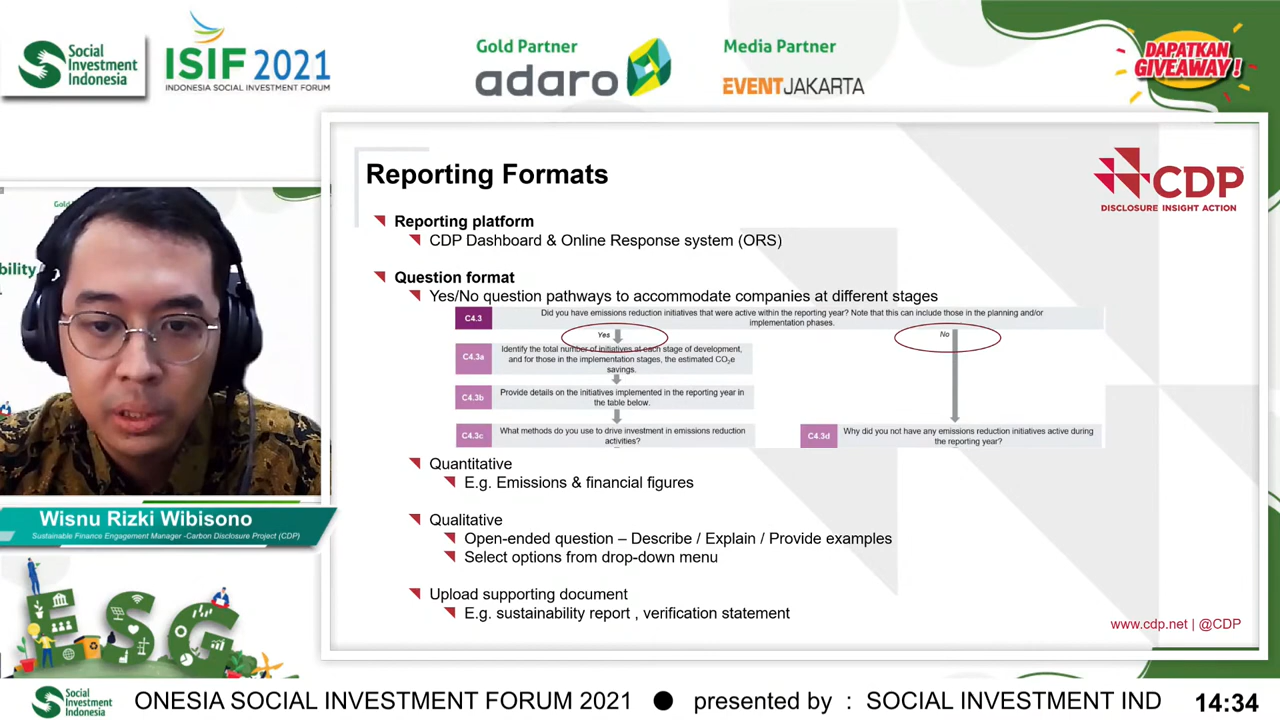 Social
Investment
Indonesia
ISIF 2021
INDONESIA SOCIAL INVESTMENT FORUM
Gold Partner
adaro
Media Partner
EVENTJAKARTA
DAPATKAN
GIVEAWAY!
Reporting Formats
CDP
DISCLOSURE INSIGHT ACTION
Reporting platform
CDP Dashboard & Online Response system (ORS)
Question format
Yes/No question pathways to accommodate companies at different stages
C4.3
Did you have emissions reduction initiatives that were active within the reporting year? Note that this can include those in the planning and/or
implementation phases.
Yes
No
C4.3a
Identify the total number of initiatives at each stage of development,
and for those in the implementation stages, the estimated CO₂e
savings.
C4.3b
Provide details on the initiatives implemented in the reporting year in
the table below.
C4.3c
What methods do you use to drive investment in emissions reduction
activities?
C4.3d
Why did you not have any emissions reduction initiatives active during
the reporting year?
Quantitative
E.g. Emissions & financial figures
Qualitative
Open-ended question – Describe / Explain / Provide examples
Select options from drop-down menu
Upload supporting document
E.g. sustainability report , verification statement
www.cdp.net | @CDP
Wisnu Rizki Wibisono
Sustainable Finance Engagement Manager -Carbon Disclosure Project (CDP)
ESG
Social
Investment
Indonesia
ONESIA SOCIAL INVESTMENT FORUM 2021 ● presented by : SOCIAL INVESTMENT IND
14:34